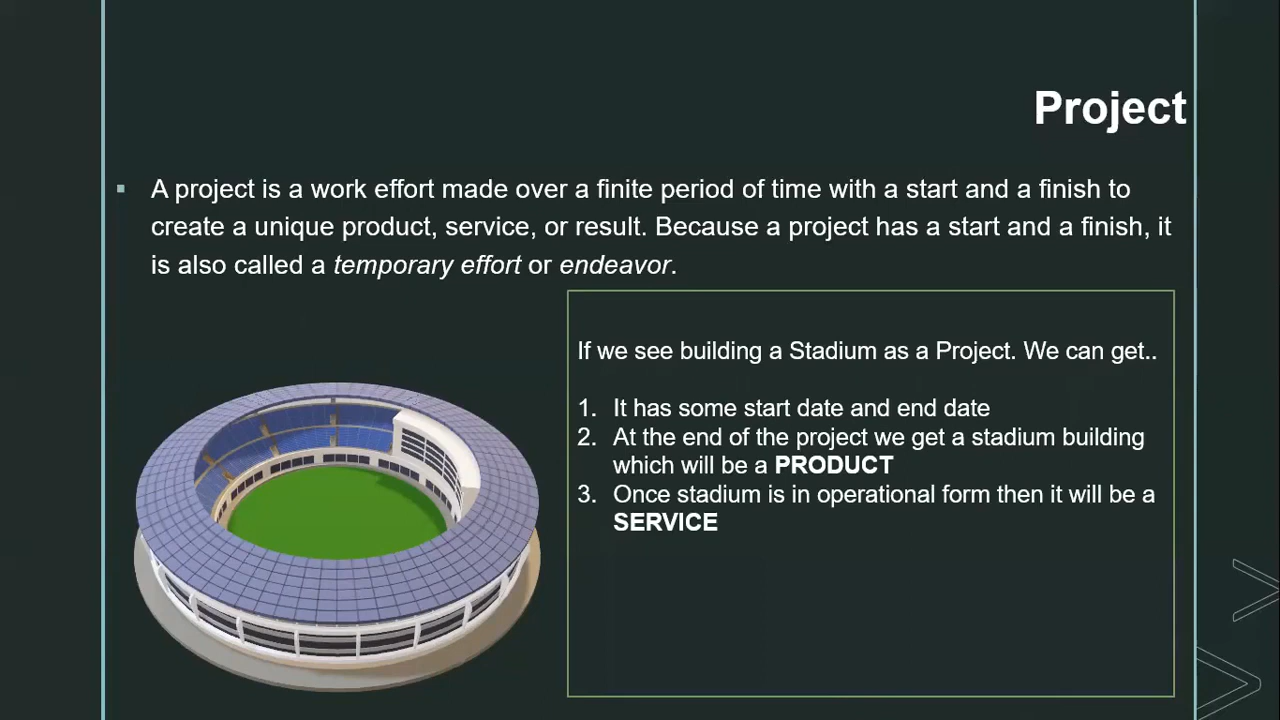 Project
▪ A project is a work effort made over a finite period of time with a start and a finish to
create a unique product, service, or result. Because a project has a start and a finish, it
is also called a temporary effort or endeavor.
If we see building a Stadium as a Project. We can get..
1. It has some start date and end date
2. At the end of the project we get a stadium building
which will be a PRODUCT
3. Once stadium is in operational form then it will be a
SERVICE